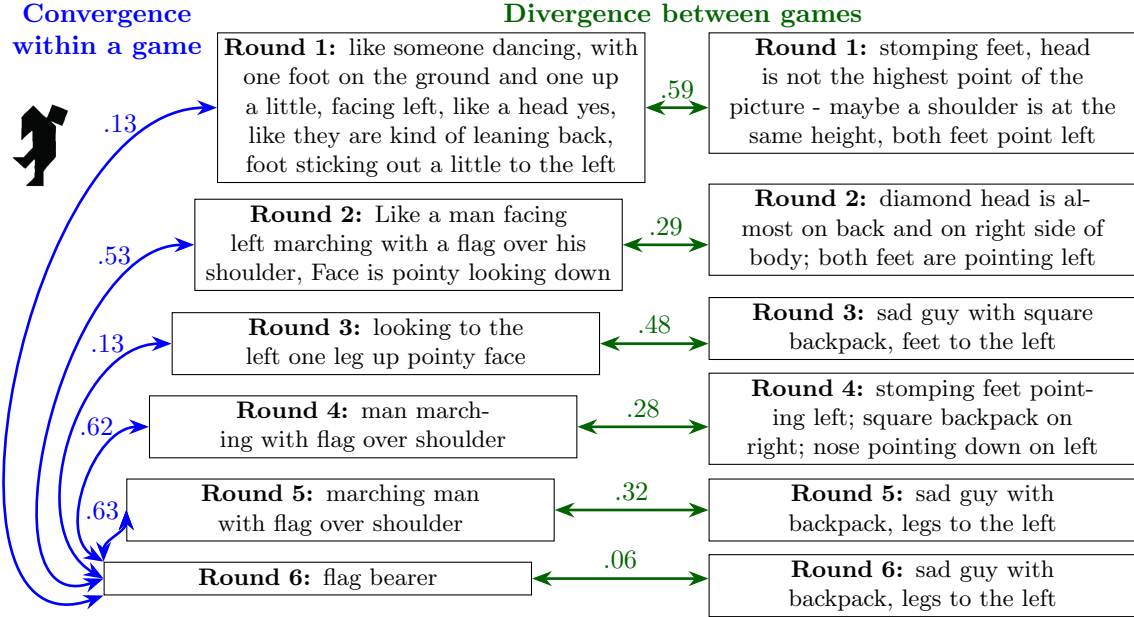 Convergence
within a game
Divergence between games
Round 1: like someone dancing, with
one foot on the ground and one up
a little, facing left, like a head yes,
like they are kind of leaning back,
foot sticking out a little to the left
.13
.59
Round 1: stomping feet, head
is not the highest point of the
picture - maybe a shoulder is at the
same height, both feet point left
Round 2: Like a man facing
left marching with a flag over his
shoulder, Face is pointy looking down
.53
.29
Round 2: diamond head is al-
most on back and on right side of
body; both feet are pointing left
Round 3: looking to the
left one leg up pointy face
.13
.48
Round 3: sad guy with square
backpack, feet to the left
Round 4: man march-
ing with flag over shoulder
.62
.28
Round 4: stomping feet point-
ing left; square backpack on
right; nose pointing down on left
Round 5: marching man
with flag over shoulder
.63
.32
Round 5: sad guy with
backpack, legs to the left
Round 6: flag bearer
.06
Round 6: sad guy with
backpack, legs to the left